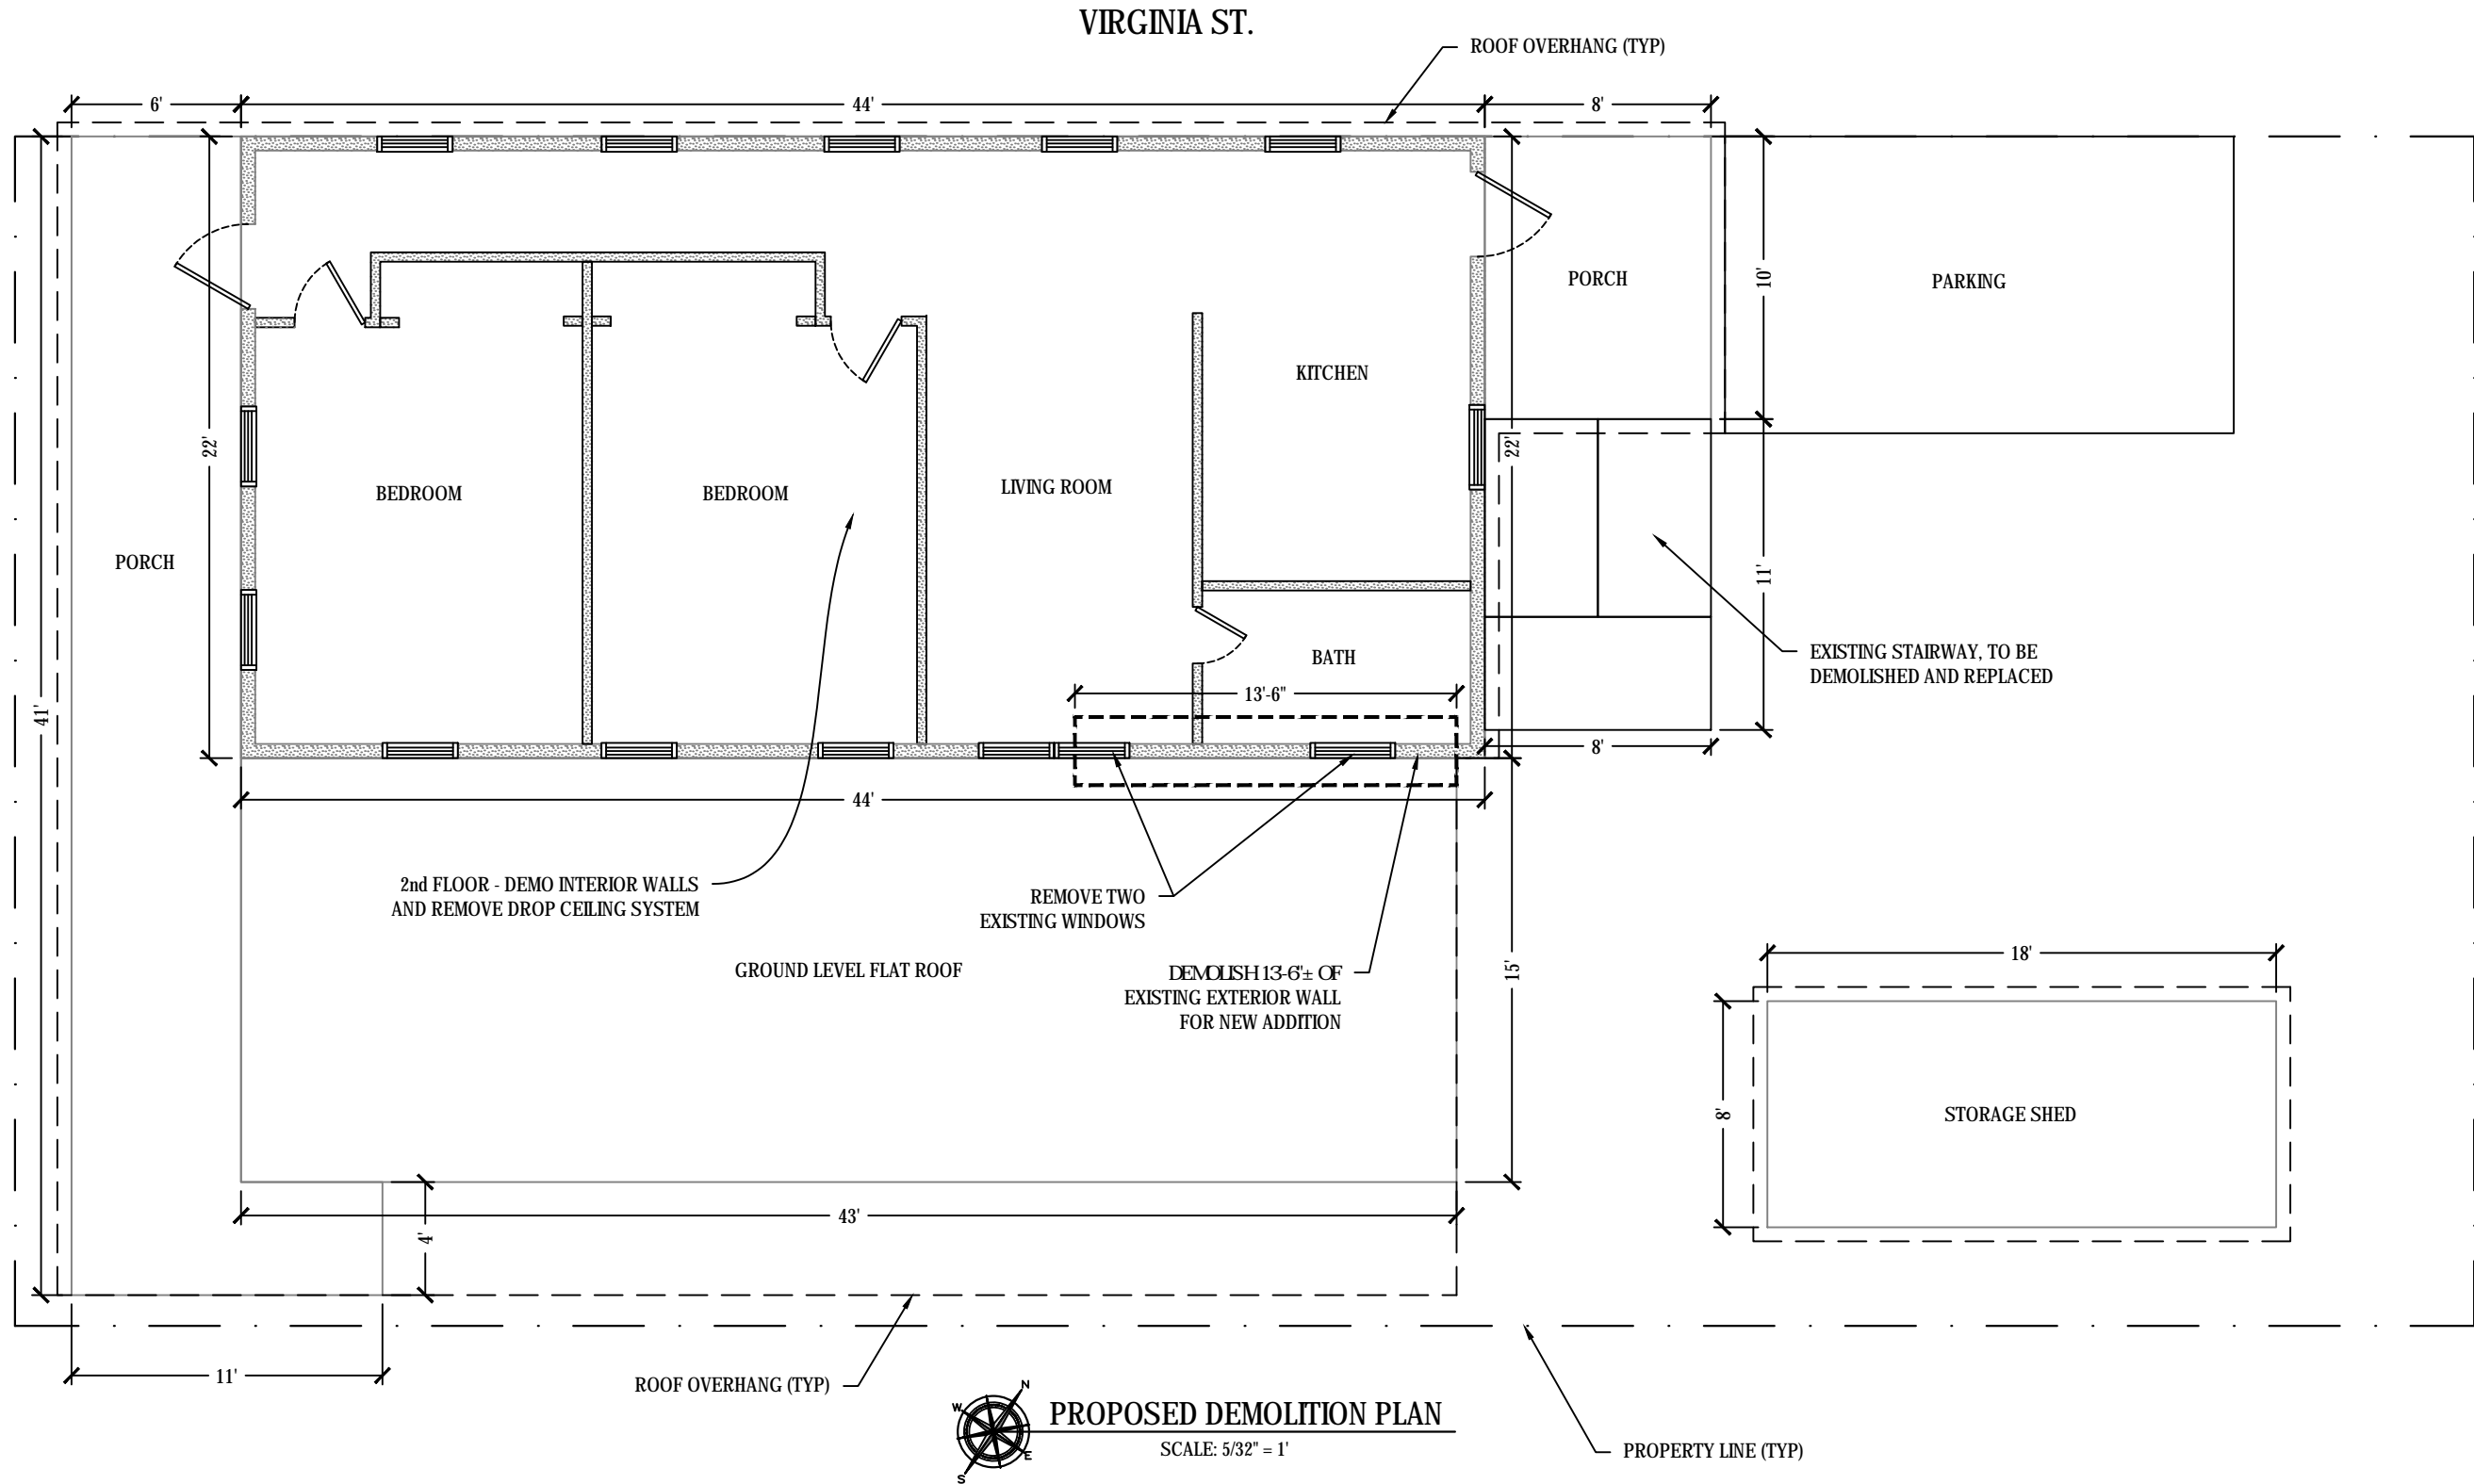 VIRGINIA ST.
ROOF OVERHANG (TYP)
6'
44'
8'
22'
10'
PORCH
PARKING
KITCHEN
22'
BEDROOM
BEDROOM
LIVING ROOM
PORCH
11'
BATH
EXISTING STAIRWAY, TO BE
DEMOLISHED AND REPLACED
13'-6"
41'
8'
44'
2nd FLOOR - DEMO INTERIOR WALLS
AND REMOVE DROP CEILING SYSTEM
REMOVE TWO
EXISTING WINDOWS
GROUND LEVEL FLAT ROOF
DEMOLISH 13-6"± OF
EXISTING EXTERIOR WALL
FOR NEW ADDITION
15'
18'
8'
STORAGE SHED
43'
4'
11'
ROOF OVERHANG (TYP)
N
W
E
S
PROPOSED DEMOLITION PLAN
SCALE: 5/32" = 1'
PROPERTY LINE (TYP)